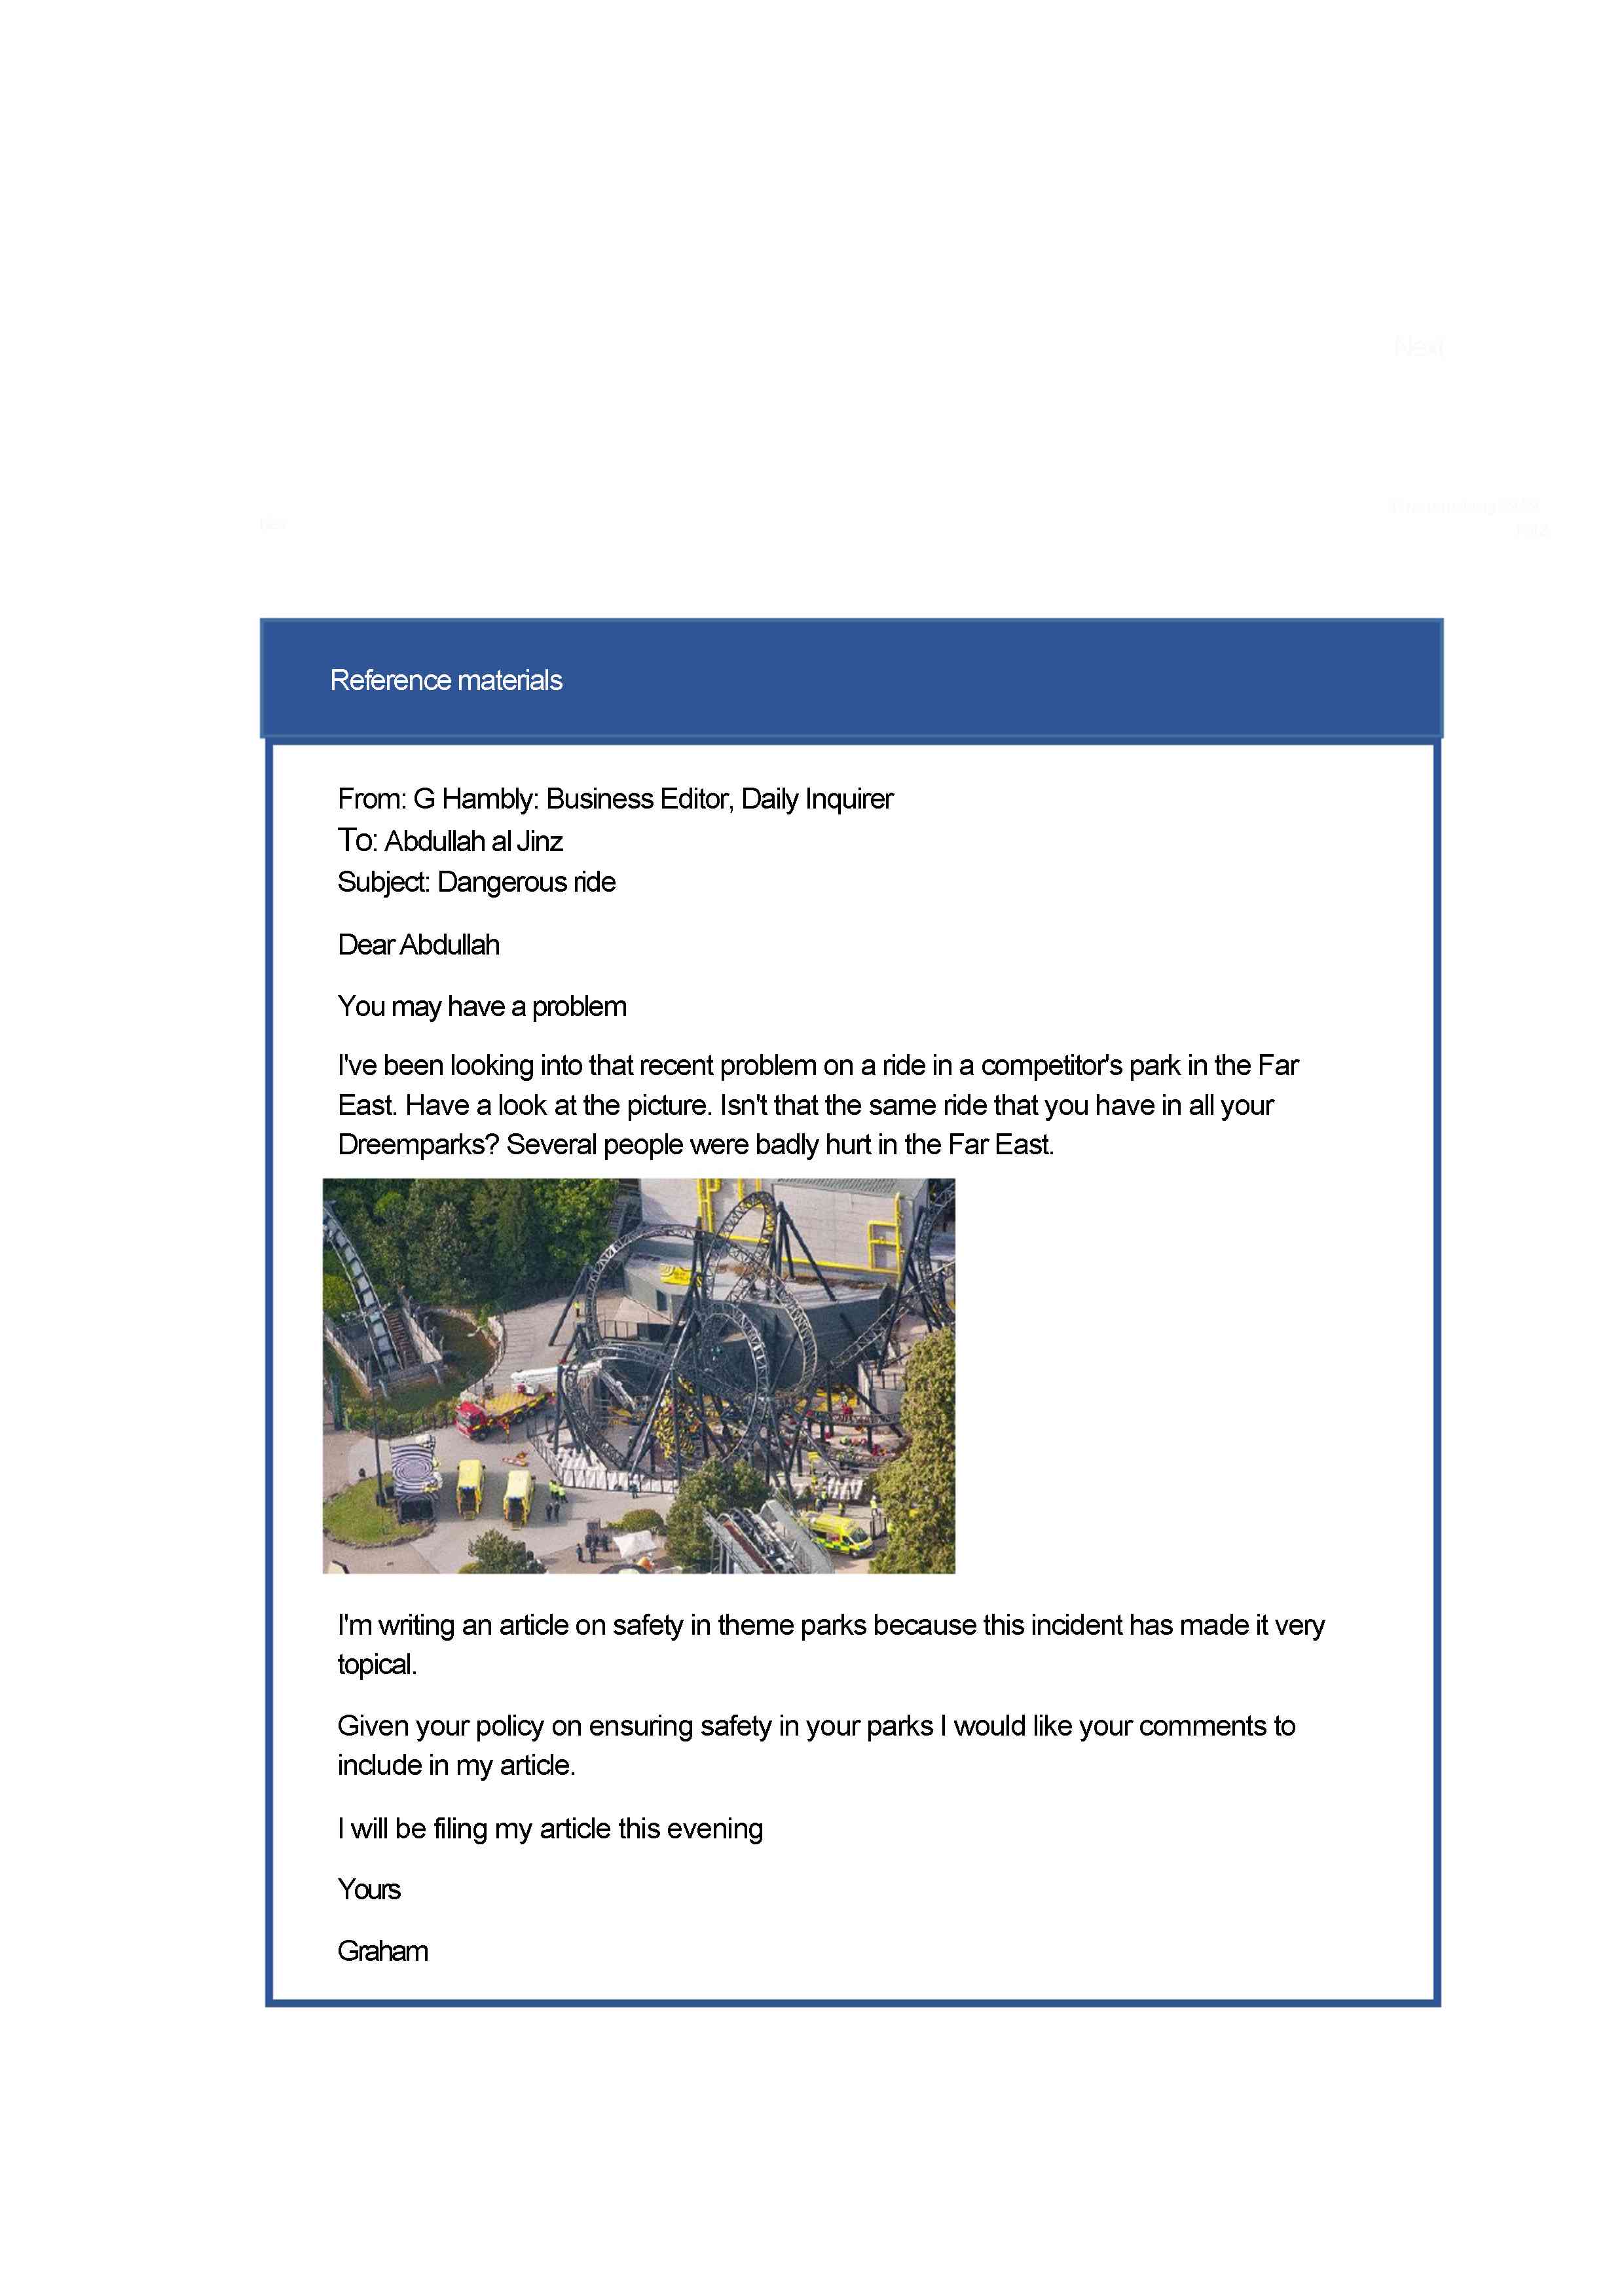 Next
Reference materials
From: G Hambly: Business Editor, Daily Inquirer
To: Abdullah al Jinz
Subject: Dangerous ride
Dear Abdullah
You may have a problem
I've been looking into that recent problem on a ride in a competitor's park in the Far
East. Have a look at the picture. Isn't that the same ride that you have in all your
Dreemparks? Several people were badly hurt in the Far East.
I'm writing an article on safety in theme parks because this incident has made it very
topical.
Given your policy on ensuring safety in your parks I would like your comments to
include in my article.
I will be filing my article this evening
Yours
Graham